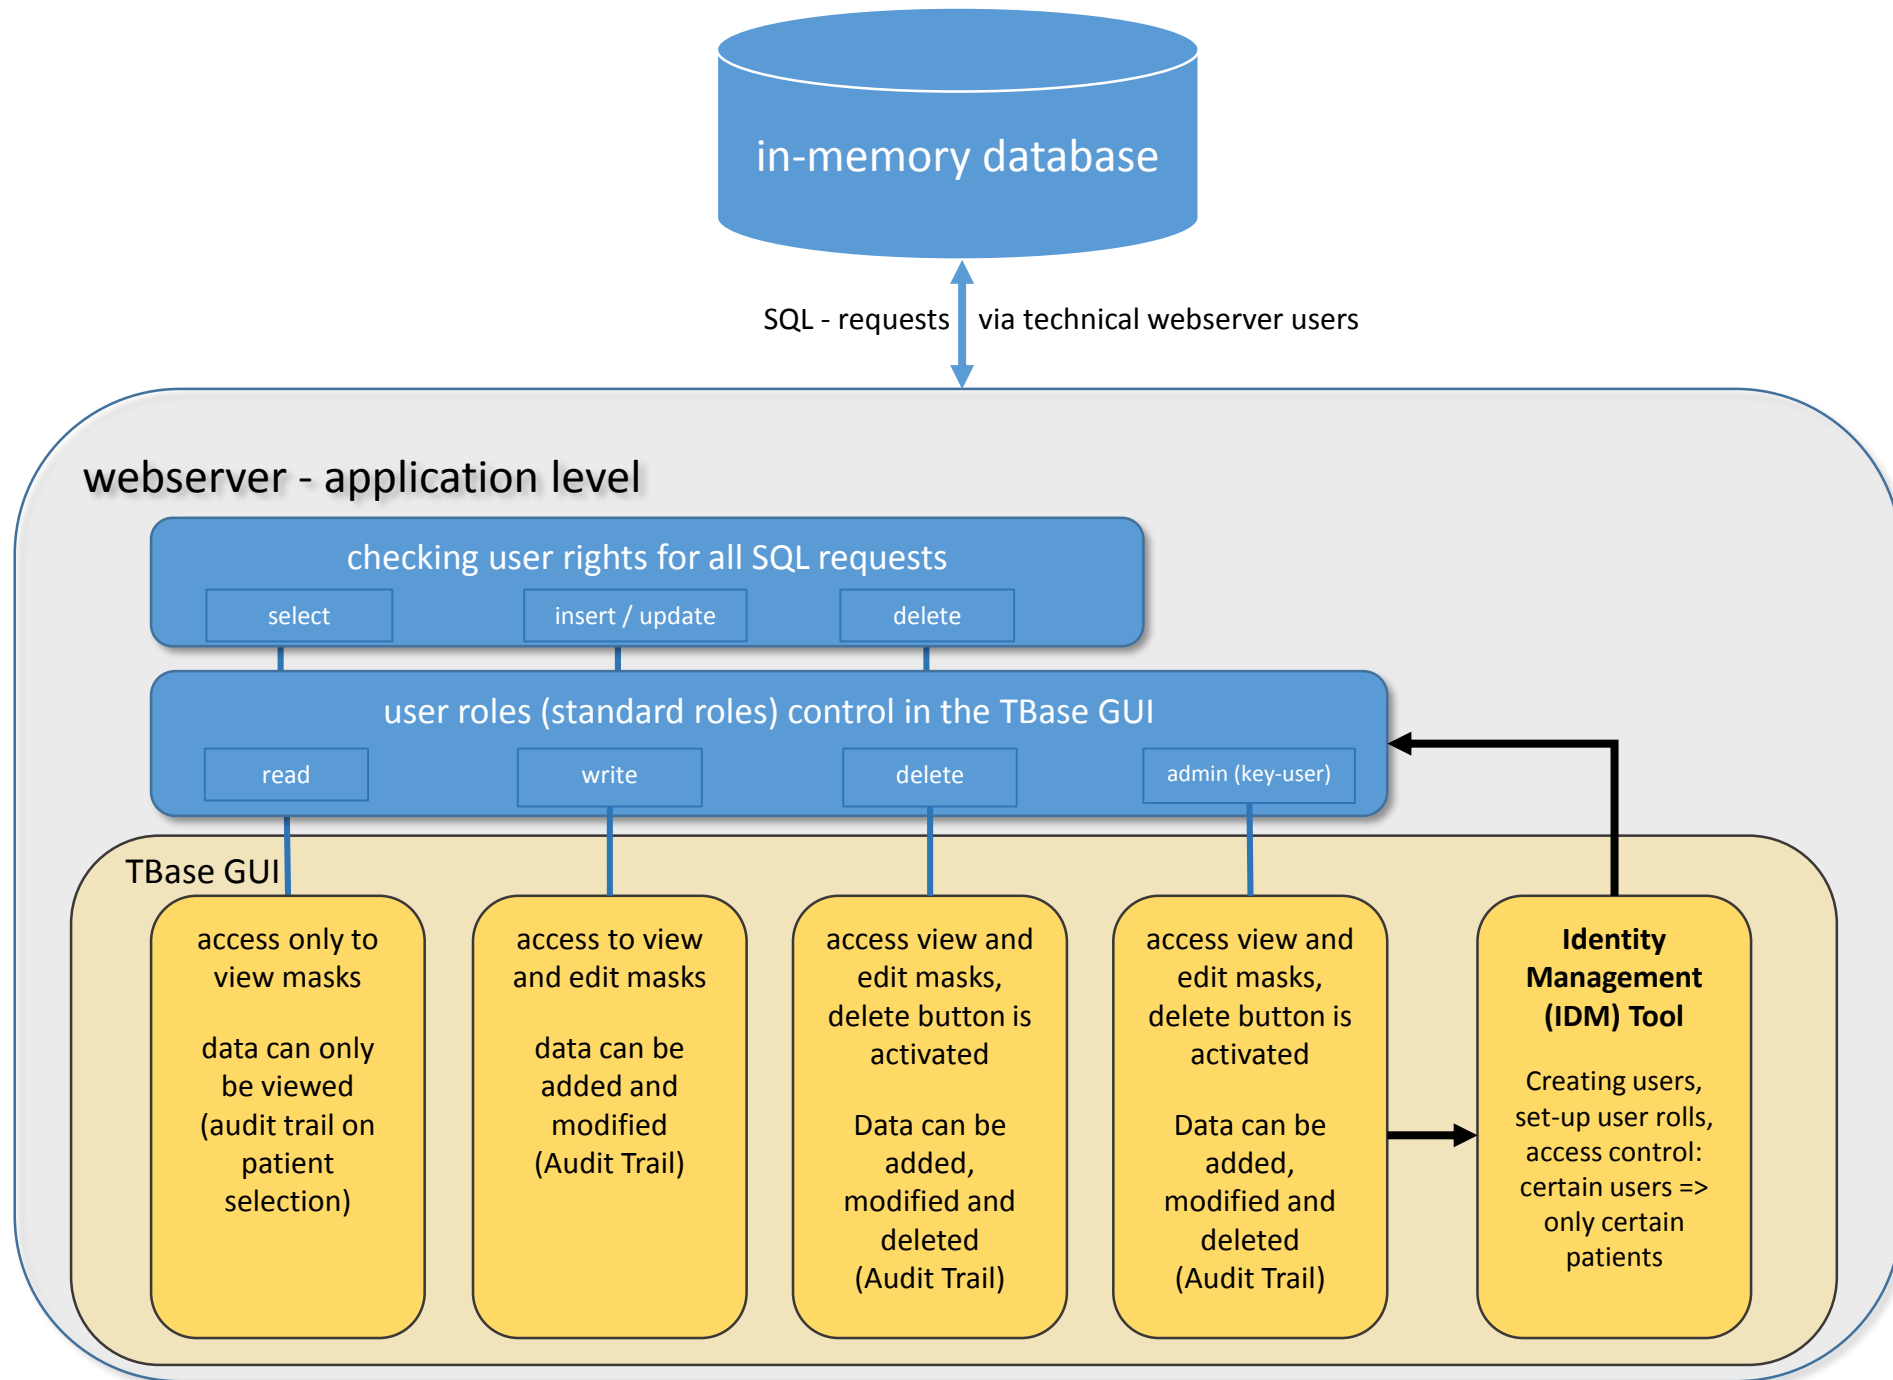 in-memory database
SQL - requests via technical webserver users
webserver - application level
checking user rights for all SQL requests
select
insert / update
delete
user roles (standard roles) control in the TBase GUI
read
write
delete
admin (key-user)
TBase GUI
access only to
view masks
data can only
be viewed
(audit trail on
patient
selection)
access to view
and edit masks
data can be
added and
modified
(Audit Trail)
access view and
edit masks,
delete button is
activated
Data can be
added,
modified and
deleted
(Audit Trail)
access view and
edit masks,
delete button is
activated
Data can be
added,
modified and
deleted
(Audit Trail)
Identity
Management
(IDM) Tool
Creating users,
set-up user rolls,
access control:
certain users =>
only certain
patients